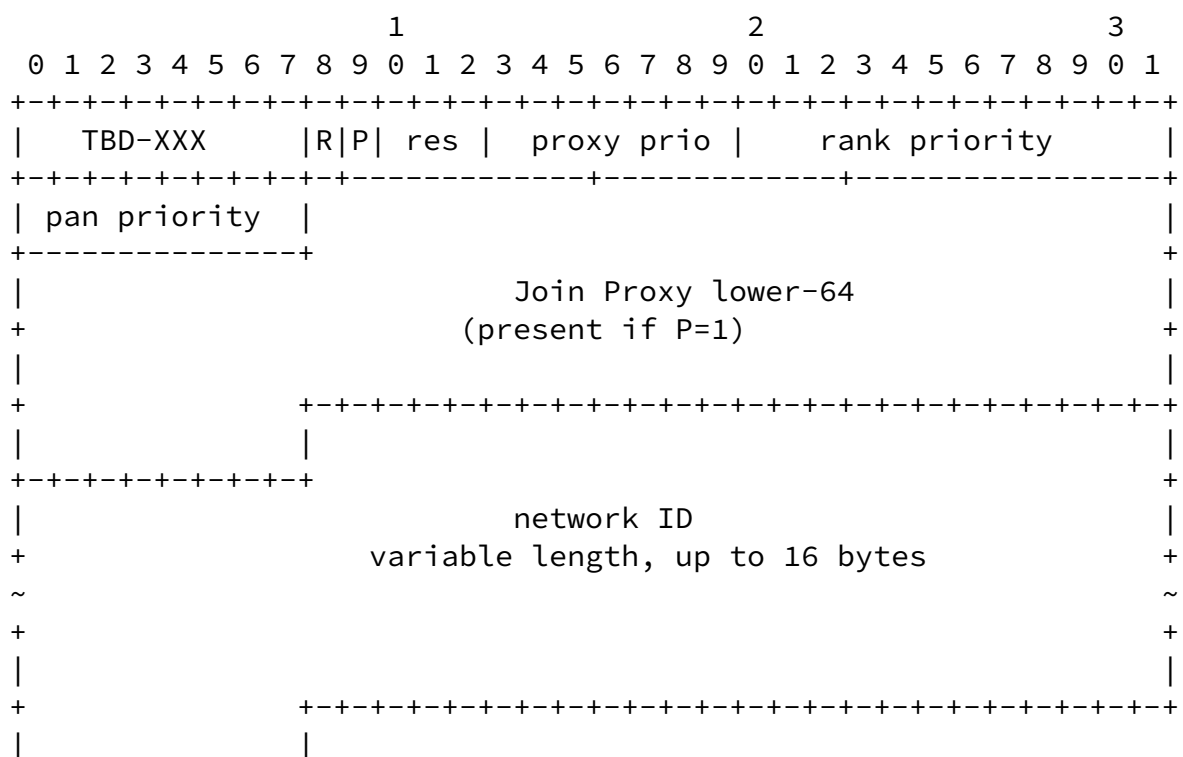 1                   2                   3
 0 1 2 3 4 5 6 7 8 9 0 1 2 3 4 5 6 7 8 9 0 1 2 3 4 5 6 7 8 9 0 1
+-+-+-+-+-+-+-+-+-+-+-+-+-+-+-+-+-+-+-+-+-+-+-+-+-+-+-+-+-+-+-+-+
|   TBD-XXX     |R|P| res |  proxy prio |    rank priority      |
+-+-+-+-+-+-+-+-+-+-------------+-------------+-----------------+
| pan priority  |                                               |
+---------------+                                               +
|                           Join Proxy lower-64                 |
+                        (present if P=1)                       +
|                                                               |
+               +-+-+-+-+-+-+-+-+-+-+-+-+-+-+-+-+-+-+-+-+-+-+-+-+
|               |                                               |
+-+-+-+-+-+-+-+-+                                               +
|                           network ID                          |
+                   variable length, up to 16 bytes             +
~                                                               ~
+                                                               +
|                                                               |
+               +-+-+-+-+-+-+-+-+-+-+-+-+-+-+-+-+-+-+-+-+-+-+-+-+
|               |